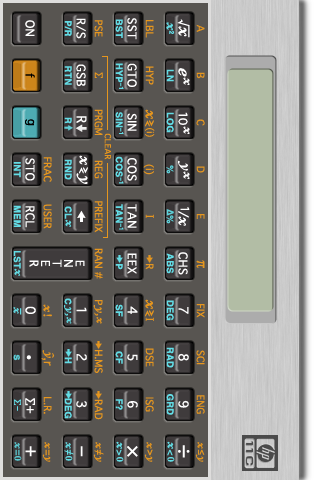 hp
11C
A B C D E π FIX SCI ENG x≤y
√x eˣ 10ˣ yˣ 1/x CHS 7 8 9 ÷
x² LN LOG % Δ% ABS DEG RAD GRD x<0
LBL HYP x≷(i) (i) I ➔R x≷I DSE ISG x>y
SST GTO SIN COS TAN EEX 4 5 6 ×
BST HYP⁻¹ SIN⁻¹ COS⁻¹ TAN⁻¹ ➔P SF CF F? x>0
CLEAR
PSE Σ PRGM REG PREFIX RAN # P y,x ➔H.MS ➔RAD x≠y
R/S GSB R↓ x≷y ← ENTER 1 2 3 −
P/R RTN R↑ RND CLx LSTx C y,x ➔H ➔DEG x≠0
FRAC USER x! ŷ,r L.R. x=y
ON f g STO RCL 0 · Σ+ +
INT MEM x̄ s Σ- x=0